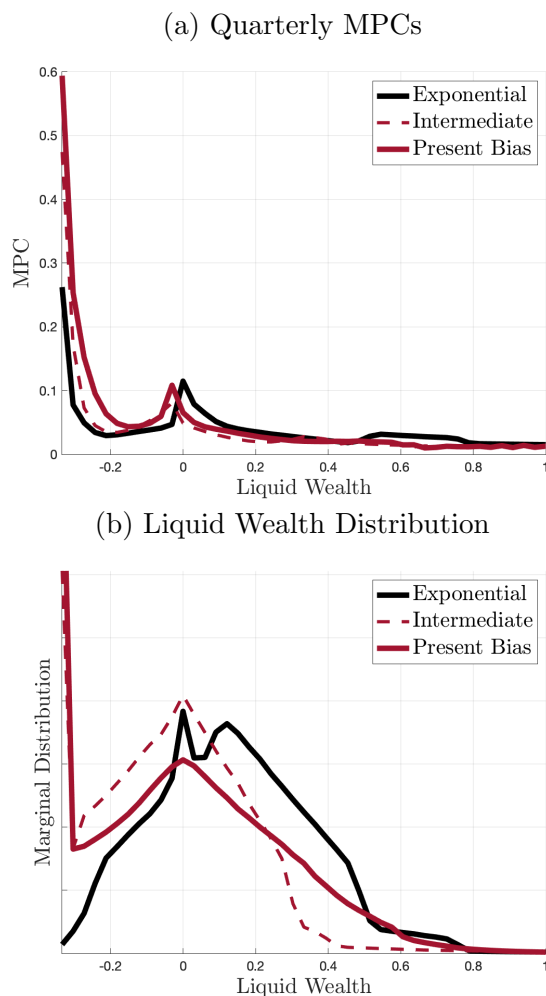 (a) Quarterly MPCs
0.6
0.5
0.4
0.3
0.2
0.1
0
MPC
Exponential
Intermediate
Present Bias
-0.2 0 0.2 0.4 0.6 0.8 1
Liquid Wealth
(b) Liquid Wealth Distribution
Marginal Distribution
Exponential
Intermediate
Present Bias
-0.2 0 0.2 0.4 0.6 0.8 1
Liquid Wealth